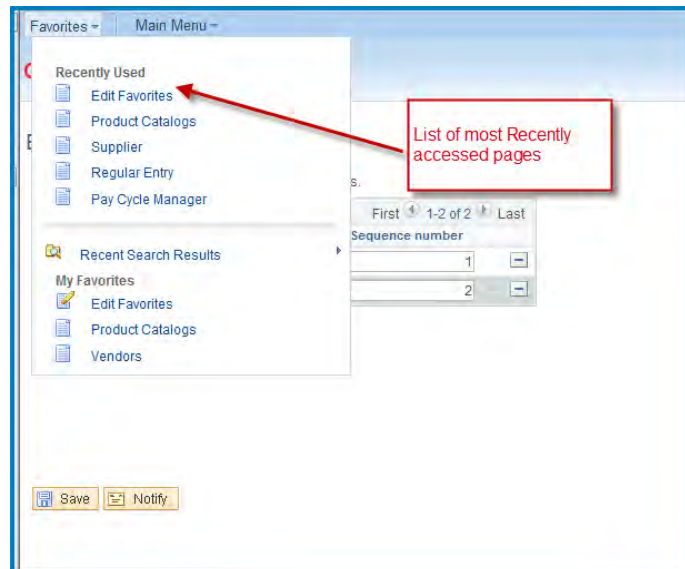 Favorites Main Menu
Recently Used
Edit Favorites
Product Catalogs
Supplier
Regular Entry
Pay Cycle Manager
List of most Recently
accessed pages
s.
First 1-2 of 2 Last
Sequence number
1
2
Recent Search Results
My Favorites
Edit Favorites
Product Catalogs
Vendors
Save Notify